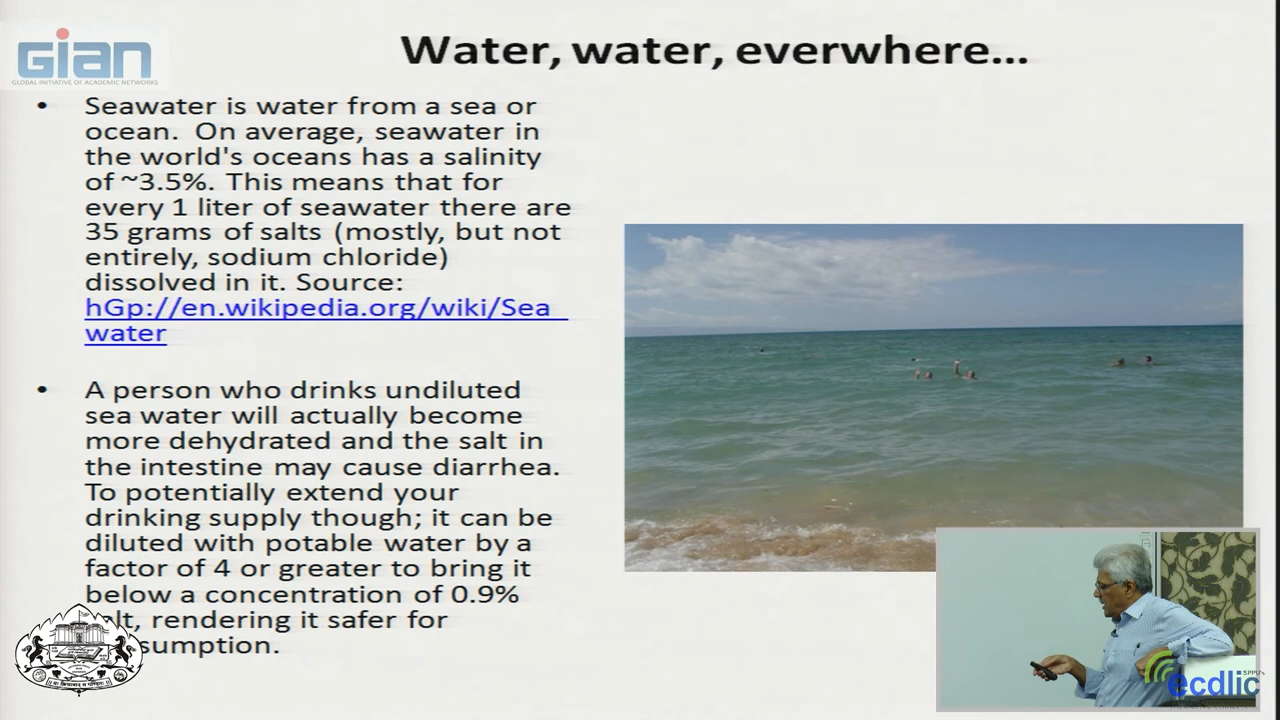 GIAN
GLOBAL INITIATIVE OF ACADEMIC NETWORKS
Water, water, everwhere...
• Seawater is water from a sea or
ocean. On average, seawater in
the world's oceans has a salinity
of ~3.5%. This means that for
every 1 liter of seawater there are
35 grams of salts (mostly, but not
entirely, sodium chloride)
dissolved in it. Source:
hGp://en.wikipedia.org/wiki/Sea
water
• A person who drinks undiluted
sea water will actually become
more dehydrated and the salt in
the intestine may cause diarrhea.
To potentially extend your
drinking supply though; it can be
diluted with potable water by a
factor of 4 or greater to bring it
below a concentration of 0.9%
lt, rendering it safer for
sumption.
SPPU's
ecdlic